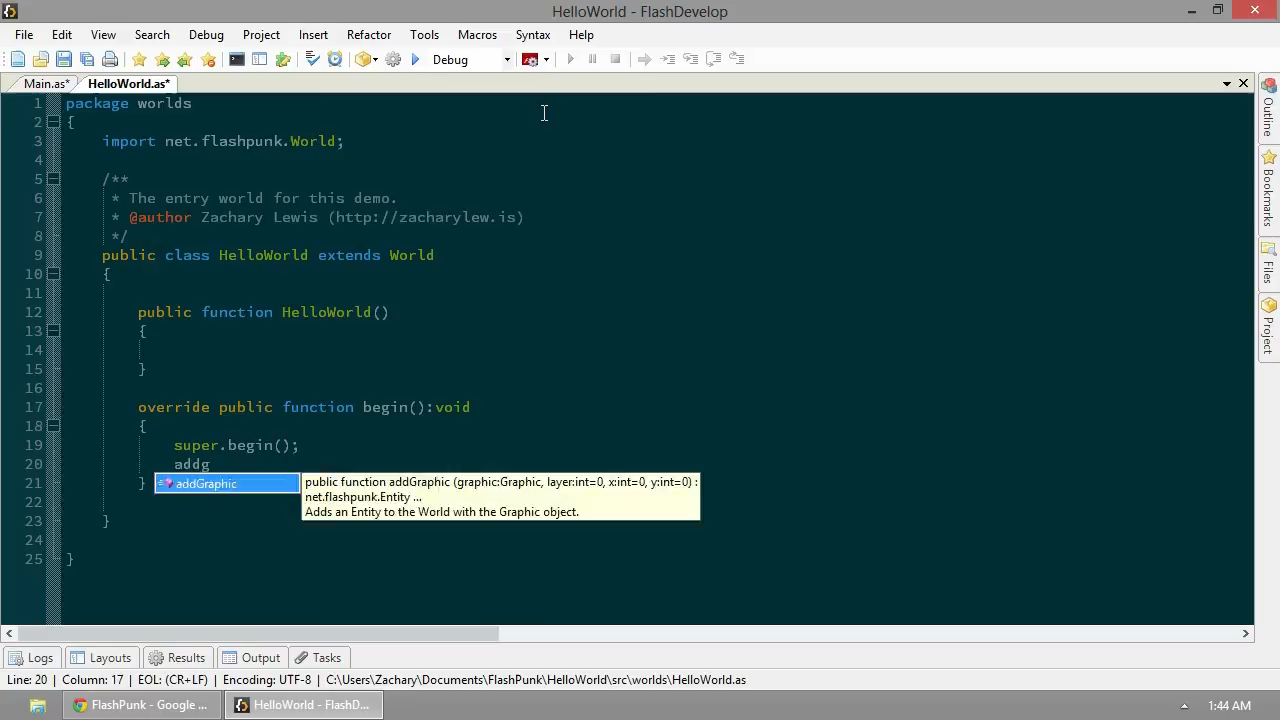 HelloWorld - FlashDevelop
File Edit View Search Debug Project Insert Refactor Tools Macros Syntax Help
Debug
Main.as* HelloWorld.as*
1 package worlds
2 {
3 import net.flashpunk.World;
4
5 /**
6 * The entry world for this demo.
7 * @author Zachary Lewis (http://zacharylew.is)
8 */
9 public class HelloWorld extends World
10 {
11
12 public function HelloWorld()
13 {
14
15 }
16
17 override public function begin():void
18 {
19 super.begin();
20 addg
21 }
addGraphic
public function addGraphic (graphic:Graphic, layer:int=0, x:int=0, y:int=0) :
net.flashpunk.Entity ...
Adds an Entity to the World with the Graphic object.
22
23 }
24
25 }
Outline
Bookmarks
Files
Project
Logs Layouts Results Output Tasks
Line: 20 Column: 17 EOL: (CR+LF) Encoding: UTF-8 C:\Users\Zachary\Documents\FlashPunk\HelloWorld\src\worlds\HelloWorld.as
FlashPunk - Google ... HelloWorld - FlashD... 1:44 AM